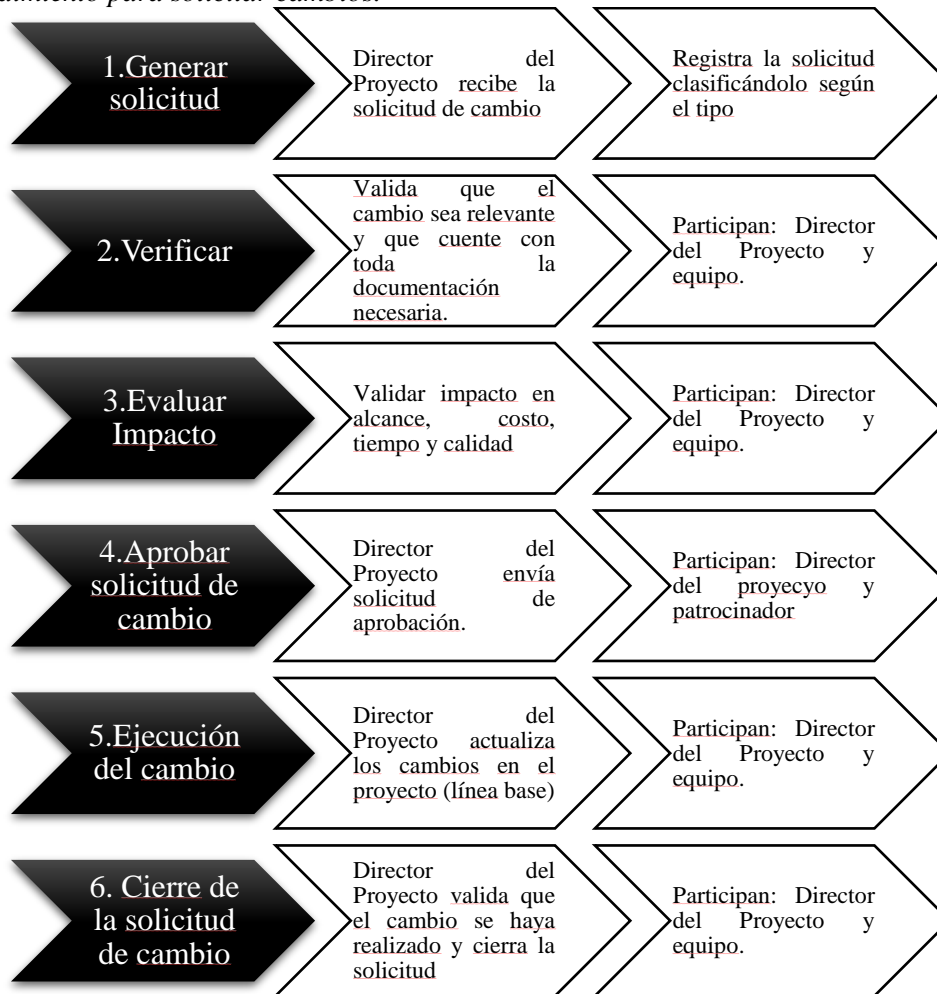 para solicitar cambios.
1.Generar
solicitud
Director del
Proyecto recibe la
solicitud de cambio
Registra la solicitud
clasificándolo según
el tipo
2.Verificar
Valida que el
cambio sea relevante
y que cuente con
toda la
documentación
necesaria.
Participan: Director
del Proyecto y
equipo.
3.Evaluar
Impacto
Validar impacto en
alcance, costo,
tiempo y calidad
Participan: Director
del Proyecto y
equipo.
4.Aprobar
solicitud de
cambio
Director del
Proyecto envía
solicitud de
aprobación.
Participan: Director
del proyecyo y
patrocinador
5.Ejecución
del cambio
Director del
Proyecto actualiza
los cambios en el
proyecto (línea base)
Participan: Director
del Proyecto y
equipo.
6. Cierre de
la solicitud
de cambio
Director del
Proyecto valida que
el cambio se haya
realizado y cierra la
solicitud
Participan: Director
del Proyecto y
equipo.